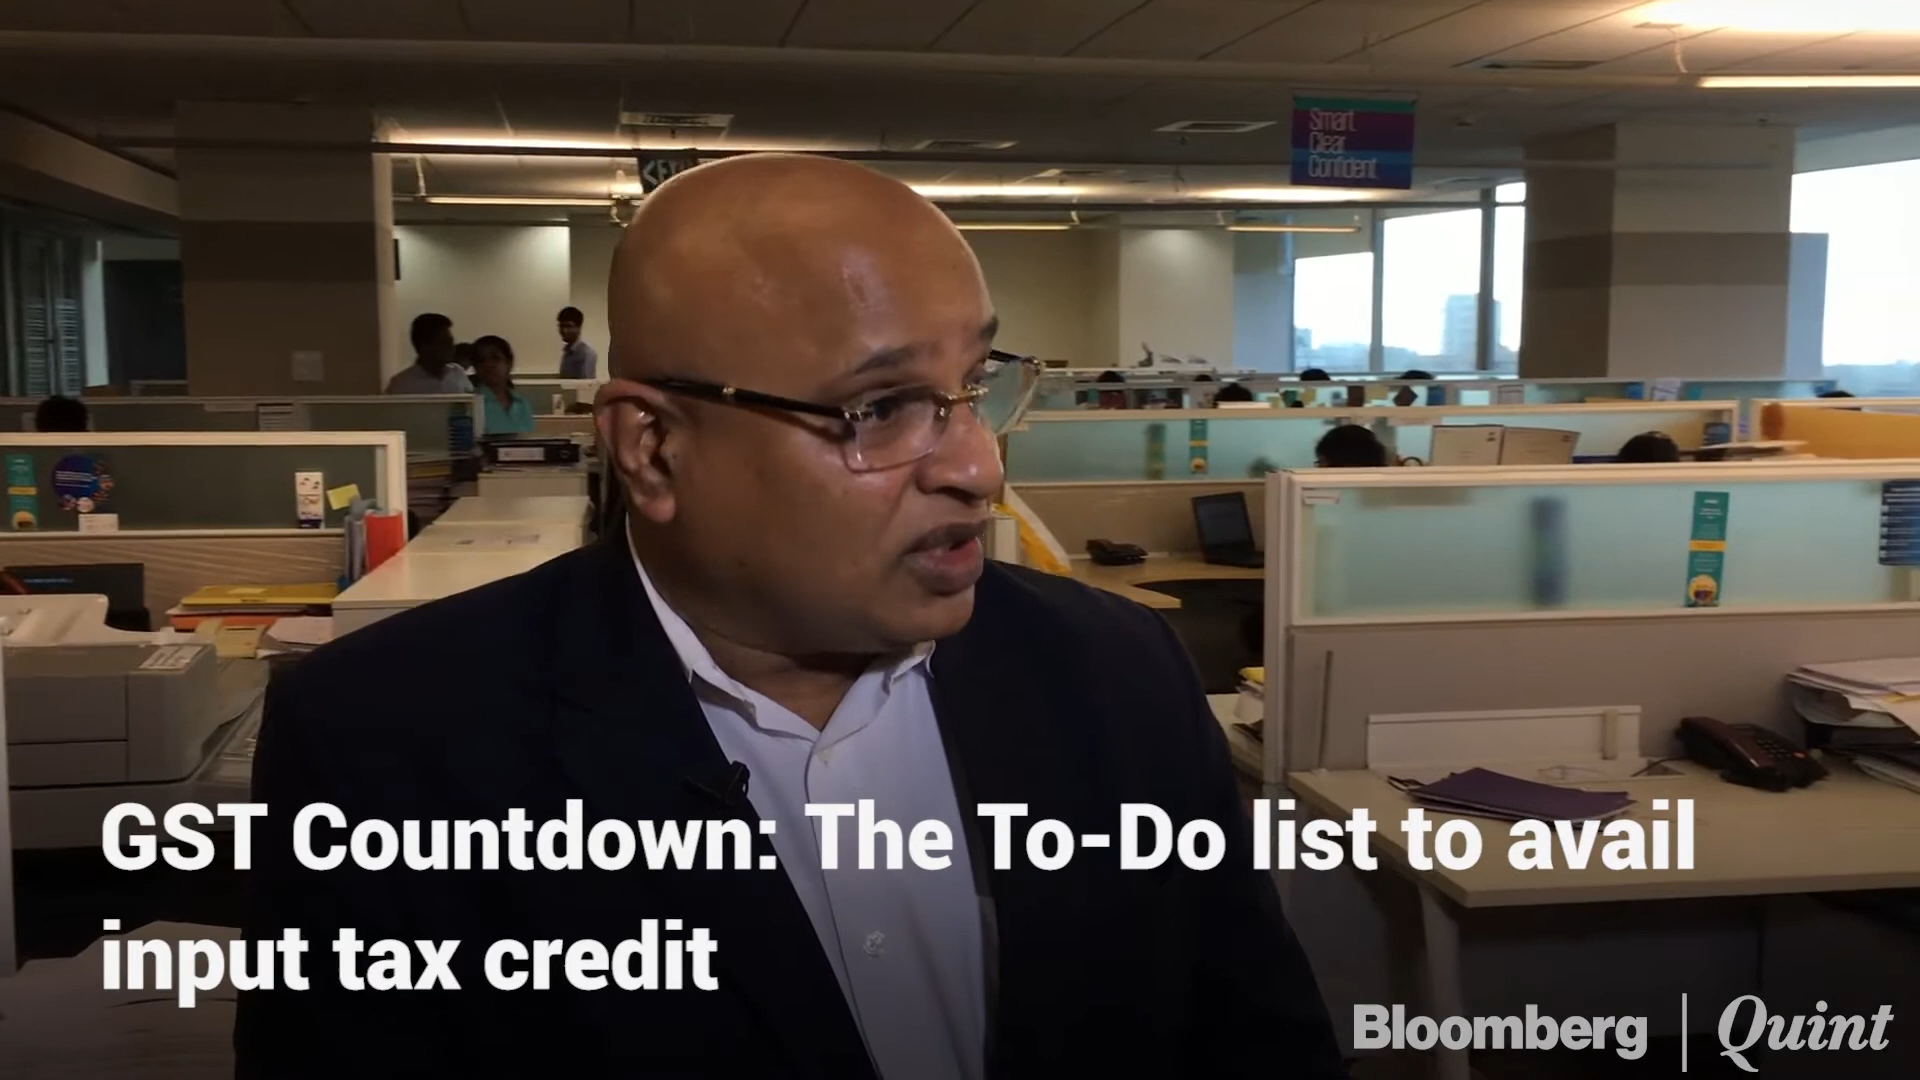 Smart
Clear
Confident.
GST Countdown: The To-Do list to avail
input tax credit
Bloomberg | Quint